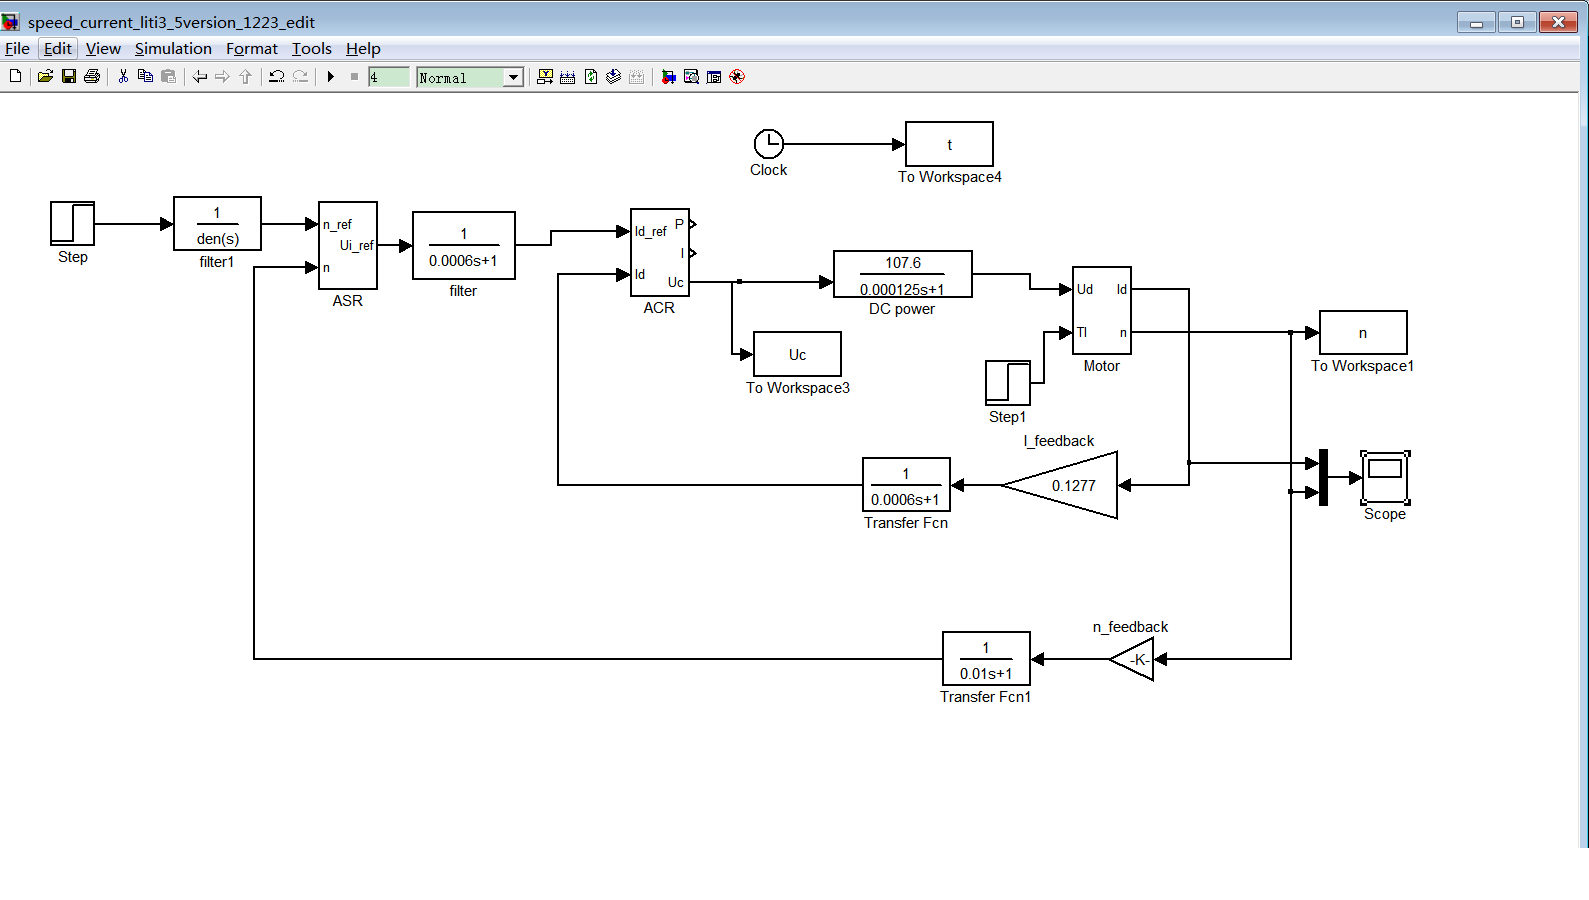 speed_current_liti3_5version_1223_edit
File Edit View Simulation Format Tools Help
4 Normal
t
Clock
To Workspace4
1
den(s)
filter1
Step
n_ref
Ui_ref
n
ASR
1
0.0006s+1
filter
Id_ref
P
I
Id
Uc
ACR
107.6
0.000125s+1
DC power
Ud
Id
Tl
n
Motor
n
To Workspace1
Uc
To Workspace3
Step1
I_feedback
0.1277
1
0.0006s+1
Transfer Fcn
Scope
n_feedback
-K-
1
0.01s+1
Transfer Fcn1